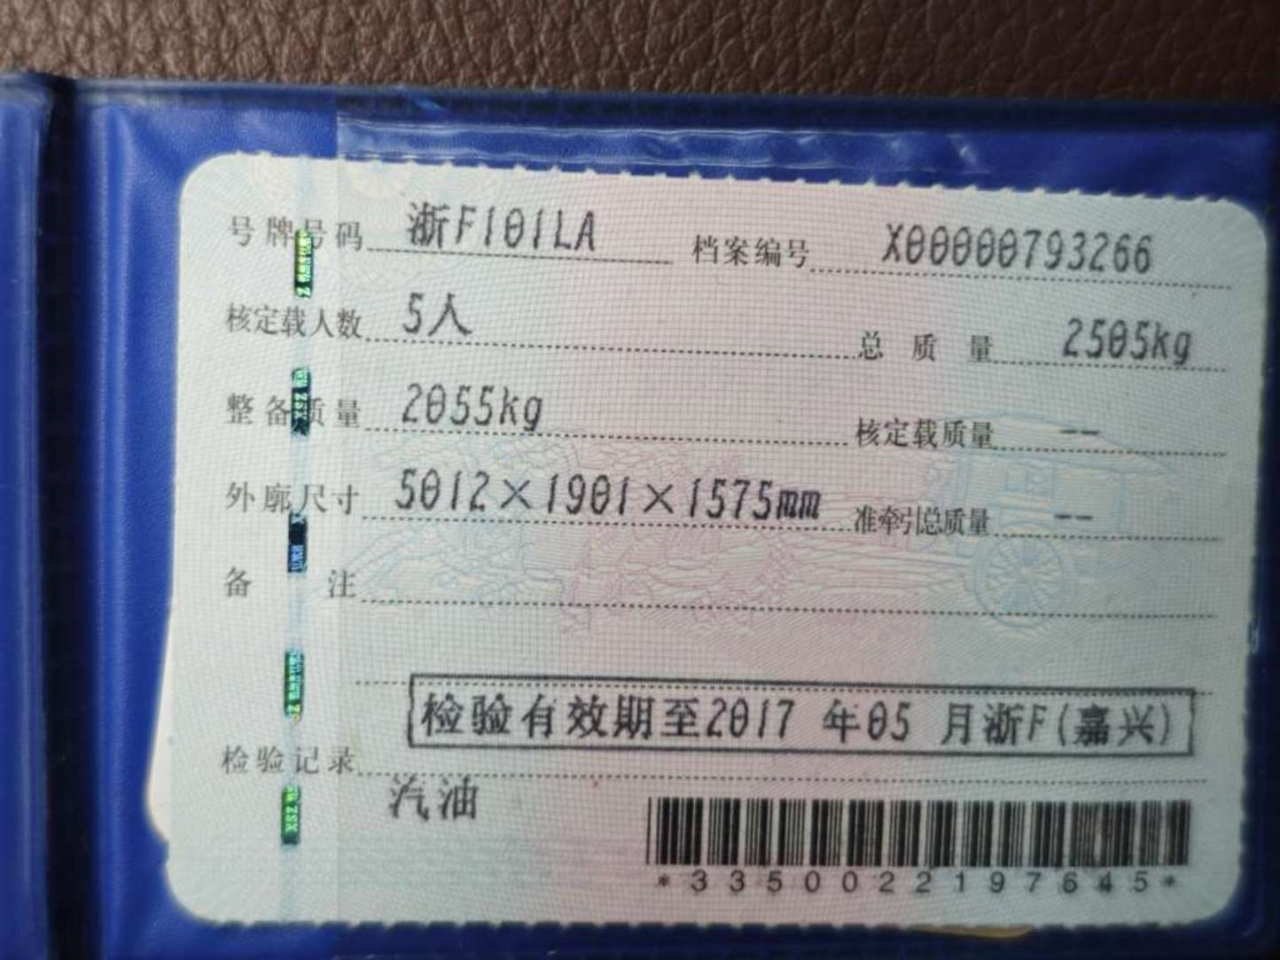 号牌号码 浙F101LA 档案编号 X00000793266
核定载人数 5人 总质量 2505kg
整备质量 2055kg 核定载质量 --
外廓尺寸 5012×1901×1575mm 准牵引总质量 --
备注
检验有效期至2017 年05 月浙F(嘉兴)
检验记录
汽油
*3350022197645*